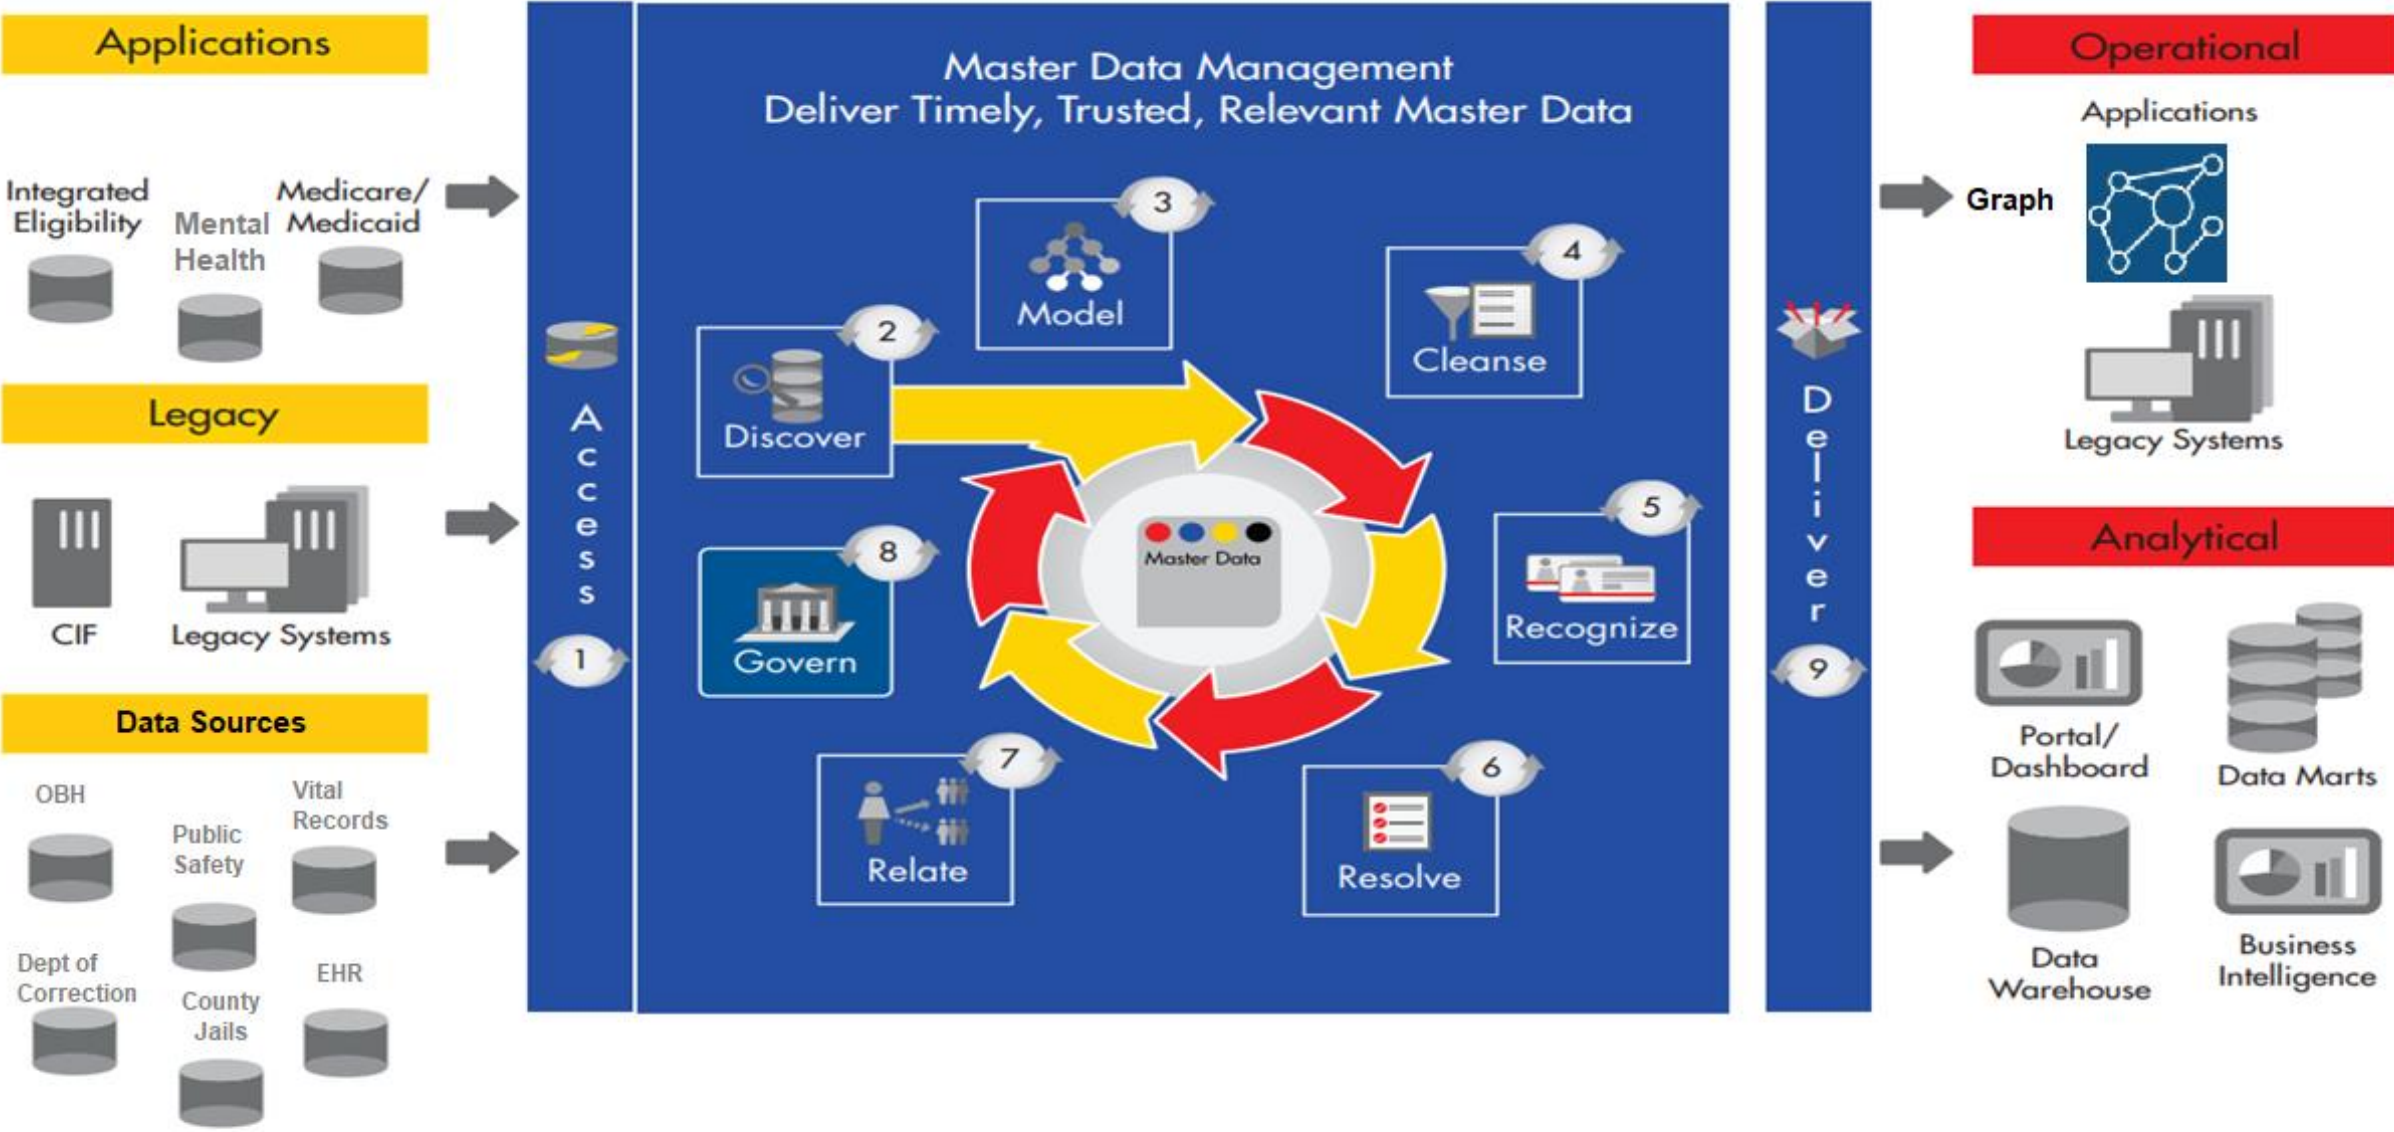 Applications
Integrated
Eligibility
Mental
Health
Medicare/
Medicaid
Legacy
CIF
Legacy Systems
Data Sources
OBH
Public
Safety
Vital
Records
Dept of
Correction
County
Jails
EHR
Access
1
Master Data Management
Deliver Timely, Trusted, Relevant Master Data
2
Discover
3
Model
4
Cleanse
5
Recognize
6
Resolve
7
Relate
8
Govern
Master Data
Deliver
9
Operational
Applications
Graph
Legacy Systems
Analytical
Portal/
Dashboard
Data Marts
Data
Warehouse
Business
Intelligence